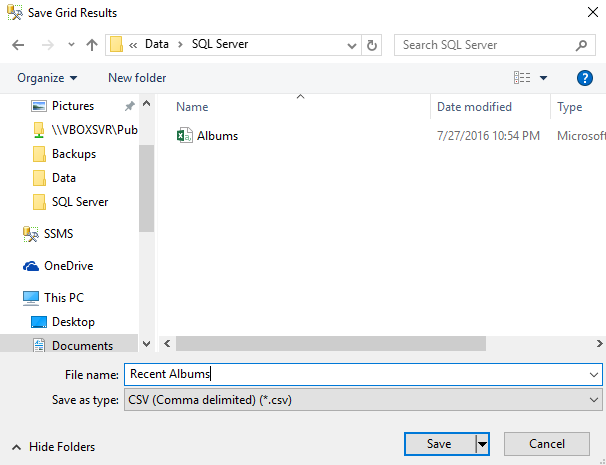 Save Grid Results
Data SQL Server
Search SQL Server
Organize New folder
Name Date modified Type
Pictures
\\VBOXSVR\Pub
Backups
Data
SQL Server
SSMS
OneDrive
This PC
Desktop
Documents
Albums 7/27/2016 10:54 PM Microsoft
File name: Recent Albums
Save as type: CSV (Comma delimited) (*.csv)
Hide Folders Save Cancel